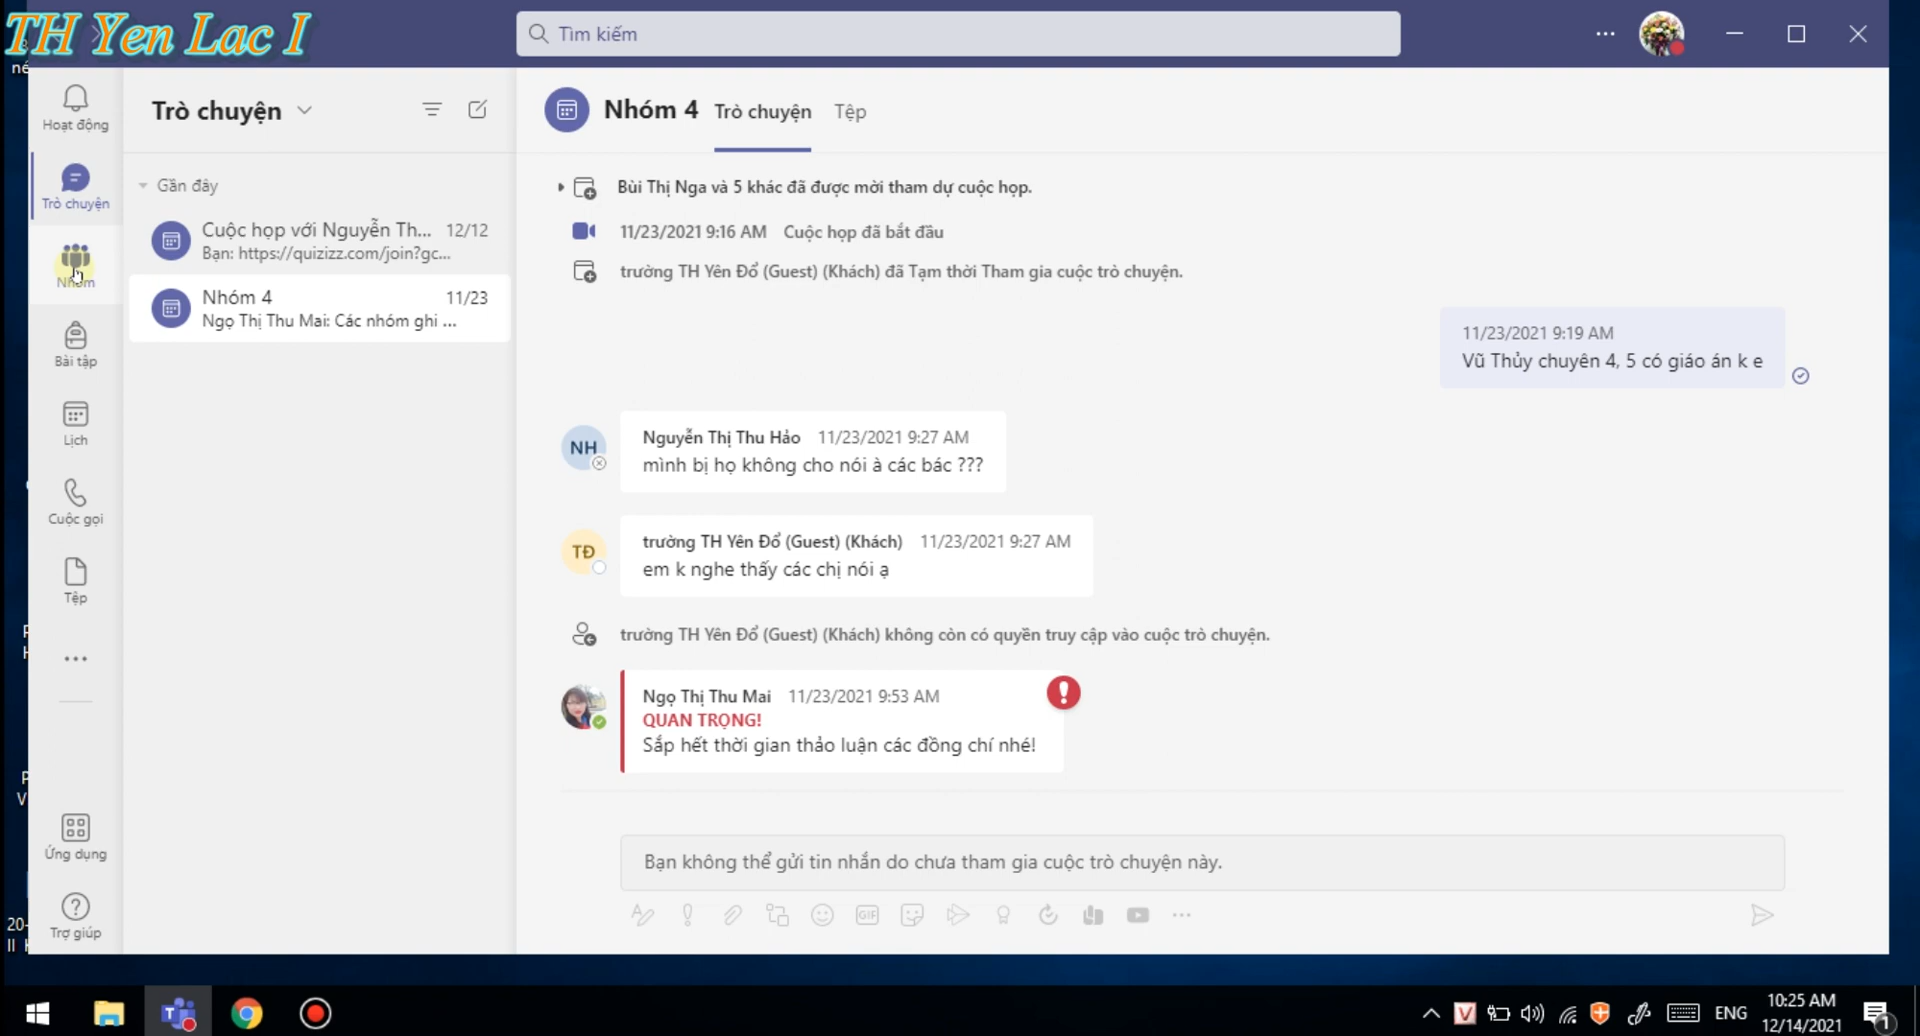 TH Yen Lac I
Tìm kiếm
Hoạt động
Trò chuyện
Nhóm
Bài tập
Lịch
Cuộc gọi
Tệp
Ứng dụng
Trợ giúp
Trò chuyện
Gần đây
Cuộc họp với Nguyễn Th... 12/12
Bạn: https://quizizz.com/join?gc...
Nhóm 4 11/23
Ngọ Thị Thu Mai: Các nhóm ghi ...
Nhóm 4 Trò chuyện Tệp
Bùi Thị Nga và 5 khác đã được mời tham dự cuộc họp.
11/23/2021 9:16 AM Cuộc họp đã bắt đầu
trường TH Yên Đổ (Guest) (Khách) đã Tạm thời Tham gia cuộc trò chuyện.
11/23/2021 9:19 AM
Vũ Thủy chuyên 4, 5 có giáo án k e
NH
Nguyễn Thị Thu Hảo 11/23/2021 9:27 AM
mình bị họ không cho nói à các bác ???
TĐ
trường TH Yên Đổ (Guest) (Khách) 11/23/2021 9:27 AM
em k nghe thấy các chị nói ạ
trường TH Yên Đổ (Guest) (Khách) không còn có quyền truy cập vào cuộc trò chuyện.
Ngọ Thị Thu Mai 11/23/2021 9:53 AM
QUAN TRỌNG!
Sắp hết thời gian thảo luận các đồng chí nhé!
Bạn không thể gửi tin nhắn do chưa tham gia cuộc trò chuyện này.
GIF
ENG
10:25 AM
12/14/2021
1